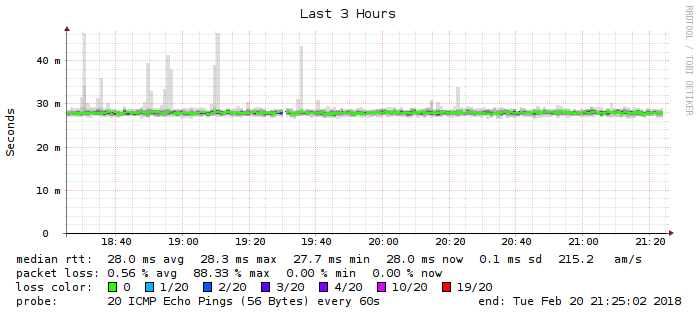 Last 3 Hours
RRDTOOL / TOBI OETIKER
Seconds
40 m
30 m
20 m
10 m
0
18:40 19:00 19:20 19:40 20:00 20:20 20:40 21:00 21:20
median rtt: 28.0 ms avg 28.3 ms max 27.7 ms min 28.0 ms now 0.1 ms sd 215.2 am/s
packet loss: 0.56 % avg 88.33 % max 0.00 % min 0.00 % now
loss color: 0 1/20 2/20 3/20 4/20 10/20 19/20
probe: 20 ICMP Echo Pings (56 Bytes) every 60s end: Tue Feb 20 21:25:02 2018